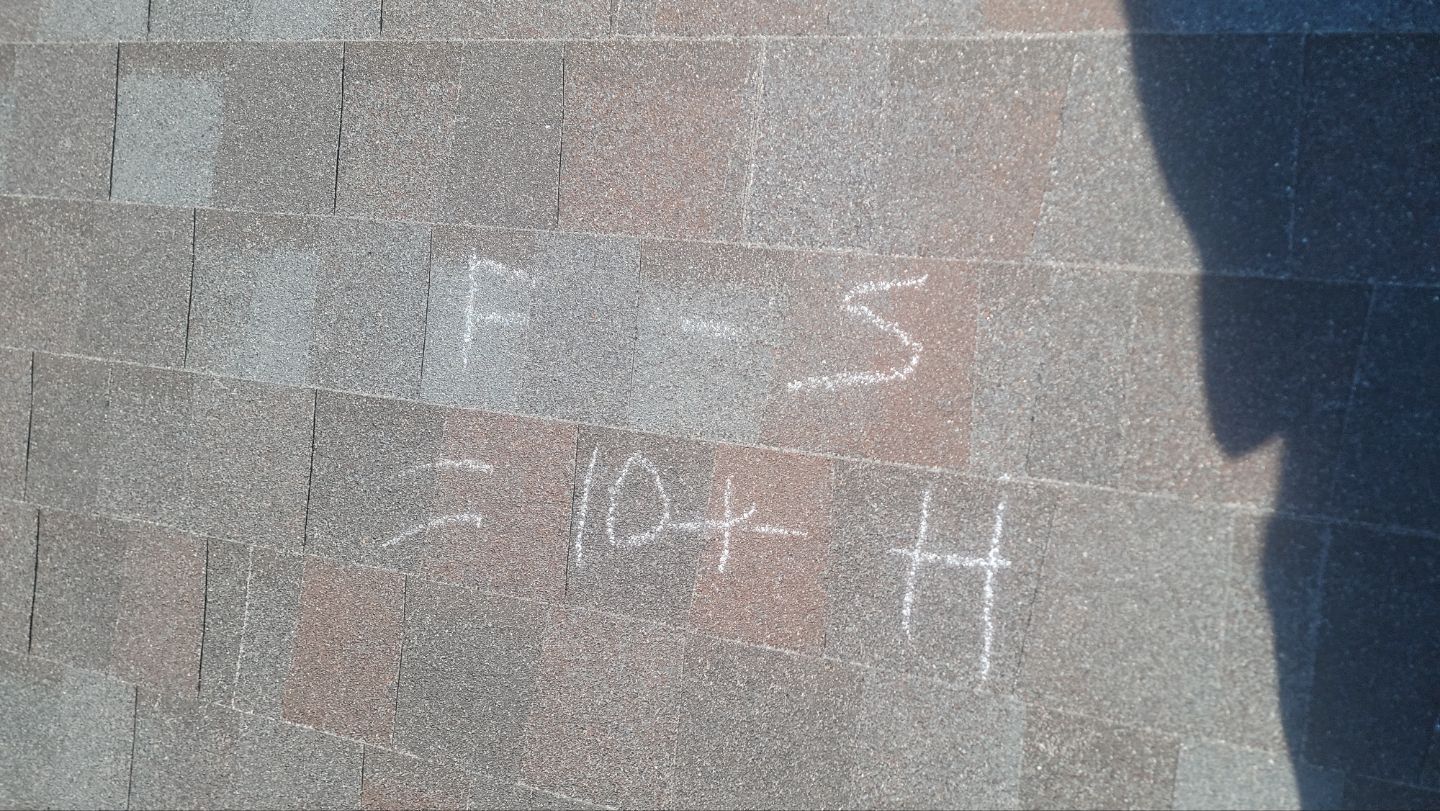 F - S
= 10+ H